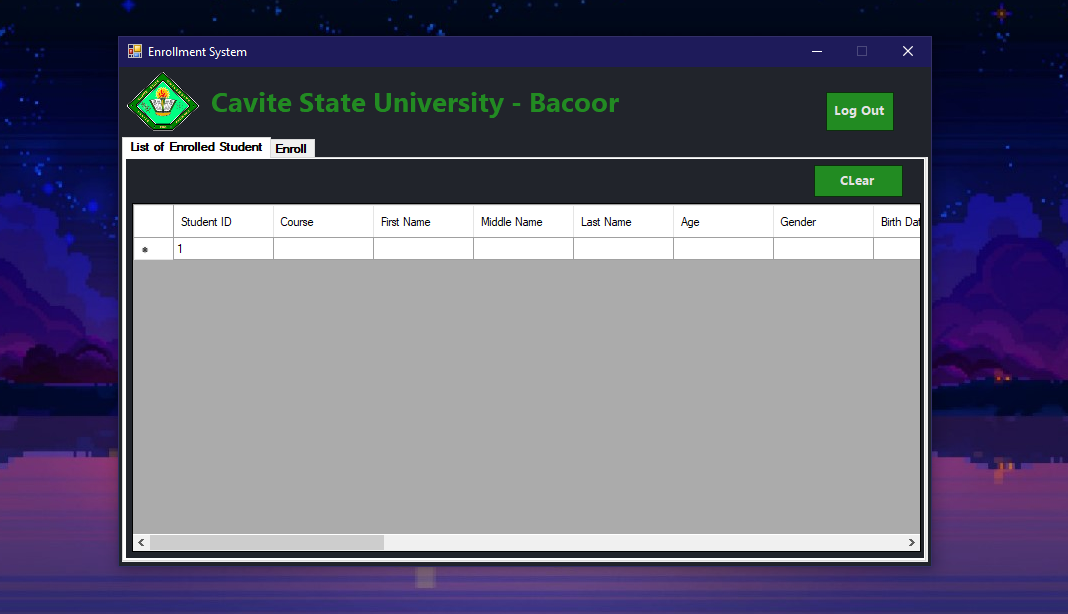 Enrollment System
Cavite State University - Bacoor
Log Out
List of Enrolled Student Enroll
CLear
Student ID Course First Name Middle Name Last Name Age Gender Birth Dat
1